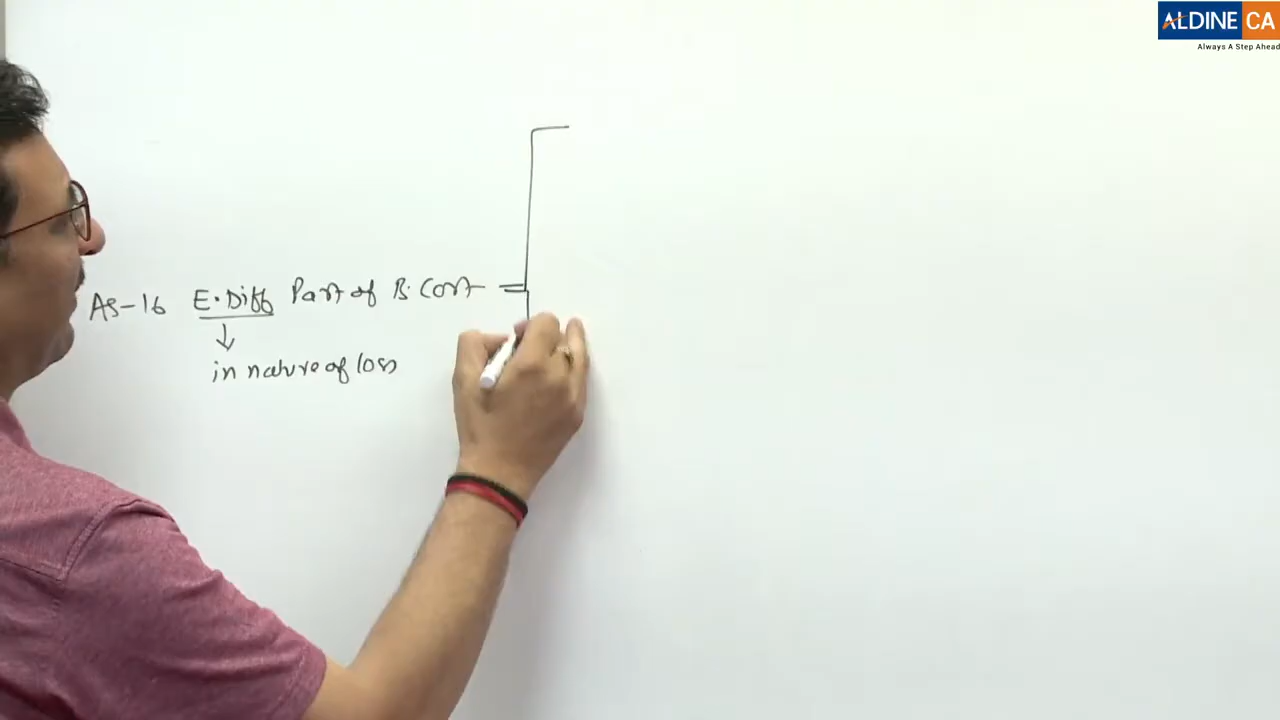 ALDINE CA
Always A Step Ahead
AS-16 E.Diff Part of B.Cost =
in nature of loss